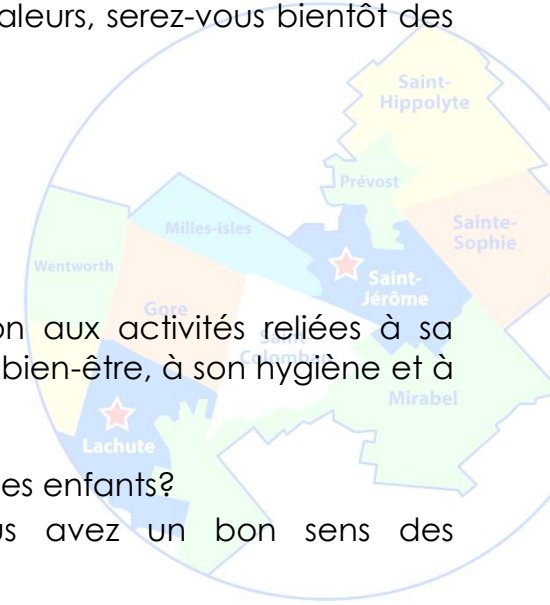 aleurs, serez-vous bientôt des
Saint-
Hippolyte
Prévost
Milles-isles
Sainte-
Sophie
Wentworth
Saint-
Jérôme
Gore
on aux activités reliées à sa
Colomban
bien-être, à son hygiène et à
Mirabel
Lachute
es enfants?
us avez un bon sens des